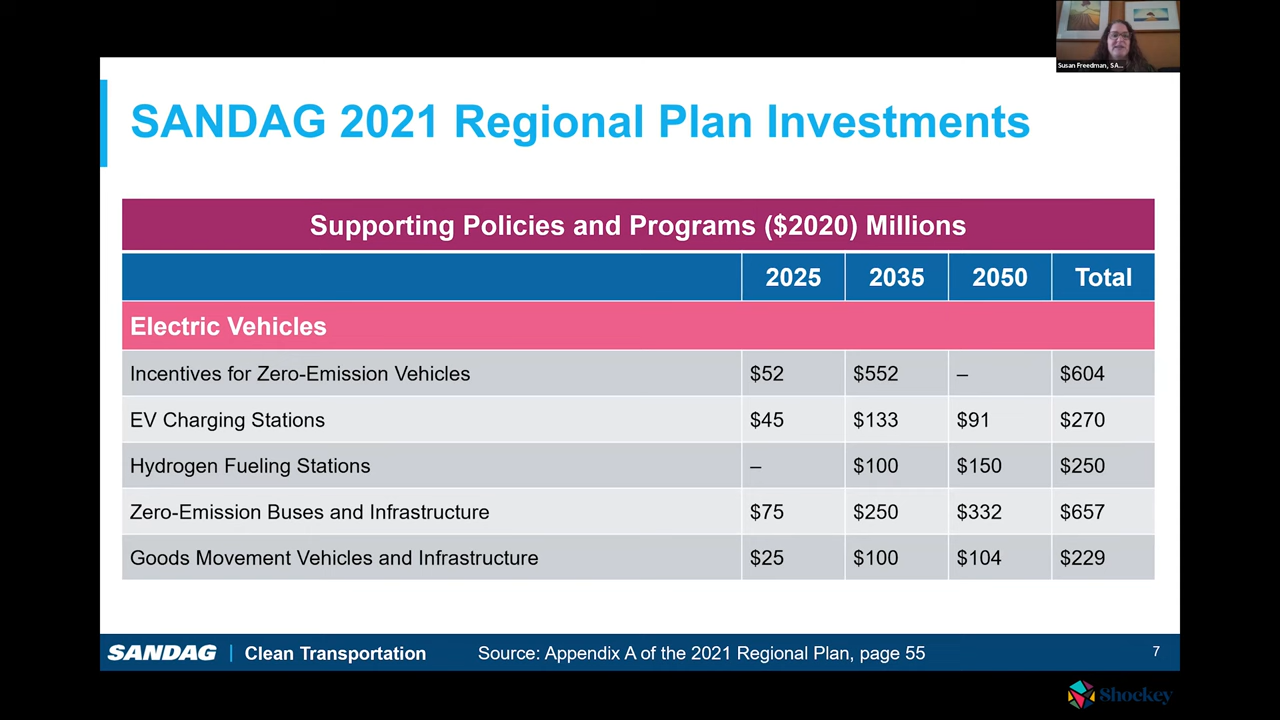 Susan Freedman, SA...
SANDAG 2021 Regional Plan Investments
Supporting Policies and Programs ($2020) Millions
2025 2035 2050 Total
Electric Vehicles
Incentives for Zero-Emission Vehicles $52 $552 – $604
EV Charging Stations $45 $133 $91 $270
Hydrogen Fueling Stations – $100 $150 $250
Zero-Emission Buses and Infrastructure $75 $250 $332 $657
Goods Movement Vehicles and Infrastructure $25 $100 $104 $229
SANDAG | Clean Transportation Source: Appendix A of the 2021 Regional Plan, page 55 7
Shockey